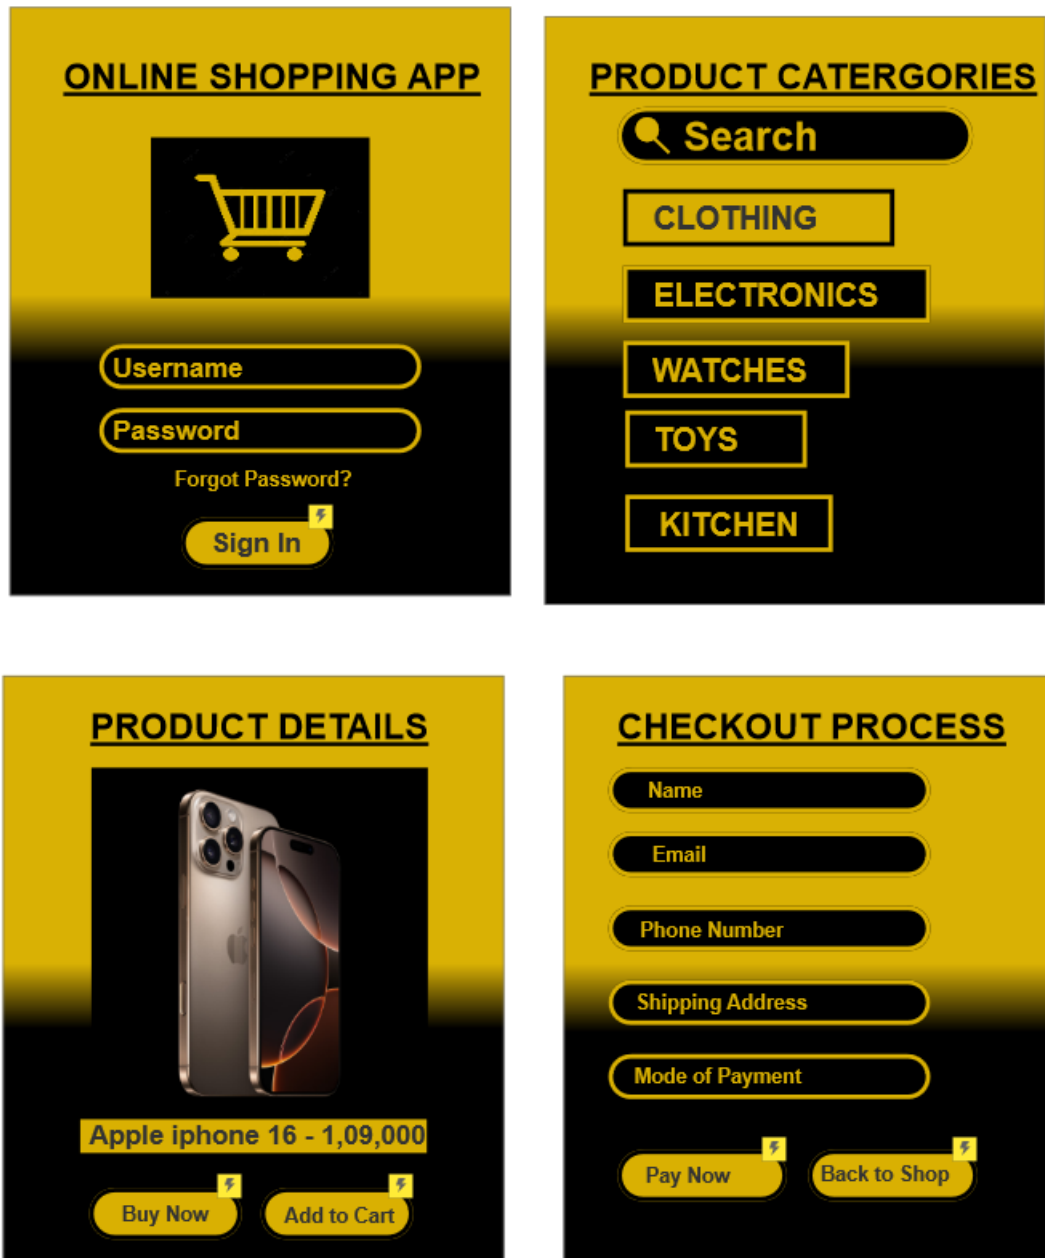 ONLINE SHOPPING APP
Username
Password
Forgot Password?
Sign In
PRODUCT CATERGORIES
Search
CLOTHING
ELECTRONICS
WATCHES
TOYS
KITCHEN
PRODUCT DETAILS
Apple iphone 16 - 1,09,000
Buy Now
Add to Cart
CHECKOUT PROCESS
Name
Email
Phone Number
Shipping Address
Mode of Payment
Pay Now
Back to Shop